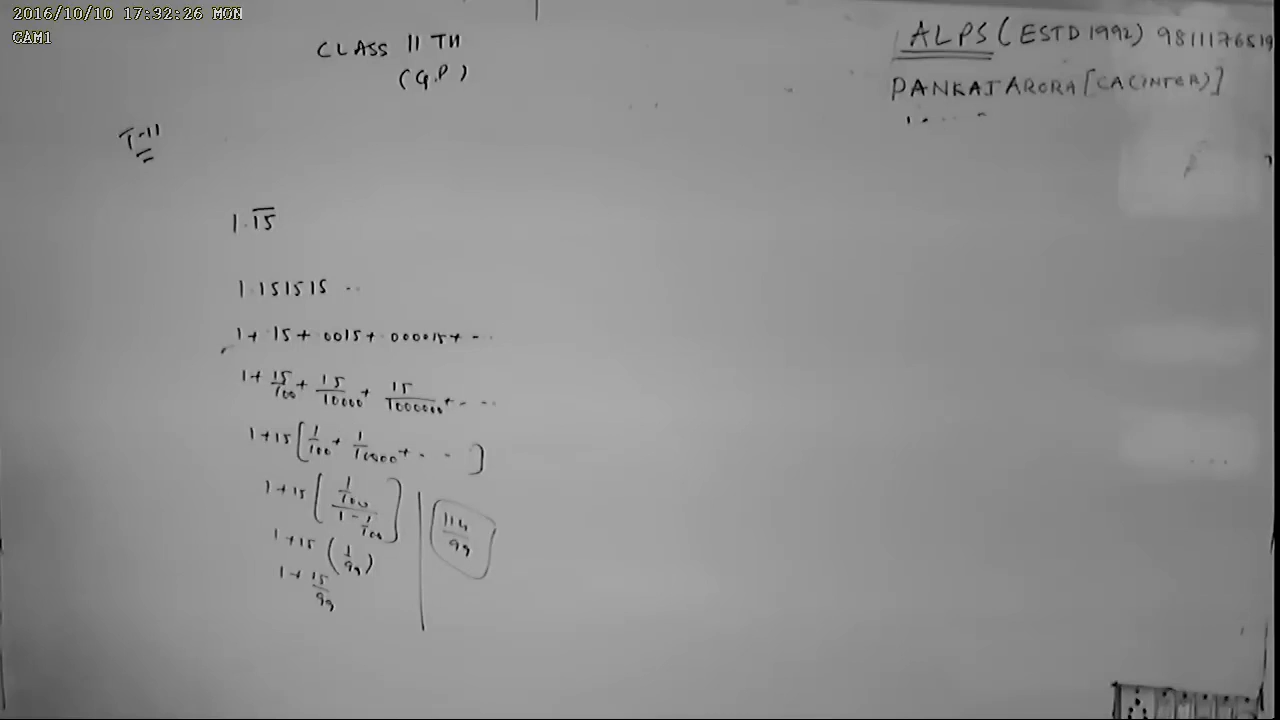 2016/10/10 17:32:26 MON
CAM1
CLASS 11 TH
(G.P)
ALPS (ESTD 1992) 9811176519
PANKAJ ARORA [CA(INTER)]
T-11
1.1̅5̅
1.151515 ..
1 + 15 + 0015 + 000015 + - ..
1 + 15/100 + 15/10000 + 15/1000000 + - ..
1 + 15 [1/100 + 1/10000 + - ..]
1 + 15 [1/100 / 1 - 1/100]
1 + 15 (1/99)
1 + 15/99
114/99